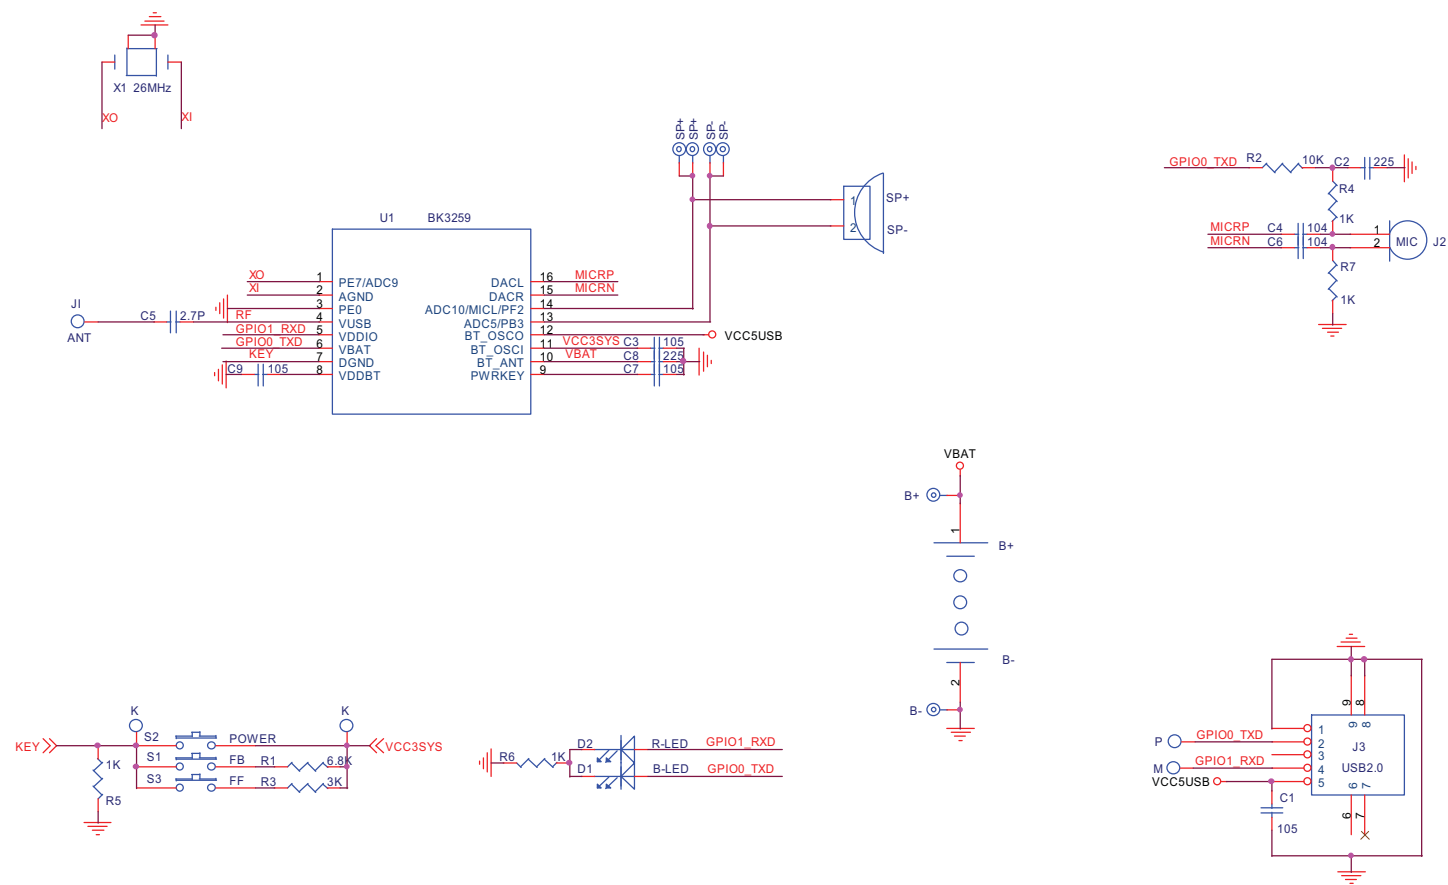 X1 26MHz
XO
XI
SP+
SP+
SP-
SP-
1
SP+
2
SP-
U1
BK3259
XO
1
PE7/ADC9
DACL
16
MICRP
XI
2
AGND
DACR
15
MICRN
3
PE0
ADC10/MICL/PF2
14
RF
4
VUSB
ADC5/PB3
13
GPIO1_RXD
5
VDDIO
BT_OSCO
12
VCC5USB
GPIO0_TXD
6
VBAT
BT_OSCI
11
VCC3SYS
C3
105
KEY
7
DGND
BT_ANT
10
VBAT
C8
225
C9
105
8
VDDBT
PWRKEY
9
C7
105
JI
ANT
C5
2.7P
GPIO0_TXD
R2
10K
C2
225
R4
1K
MICRP
C4
104
1
MICRN
C6
104
2
MIC
J2
R7
1K
VBAT
B+
1
B+
B-
2
B-
K
K
KEY
S2
POWER
VCC3SYS
1K
S1
FB
R1
6.8K
S3
FF
R3
3K
R5
R6
1K
D2
R-LED
GPIO1_RXD
D1
B-LED
GPIO0_TXD
9
8
9
8
1
P
GPIO0_TXD
2
J3
3
M
GPIO1_RXD
4
USB2.0
VCC5USB
5
6
7
C1
105
6
7